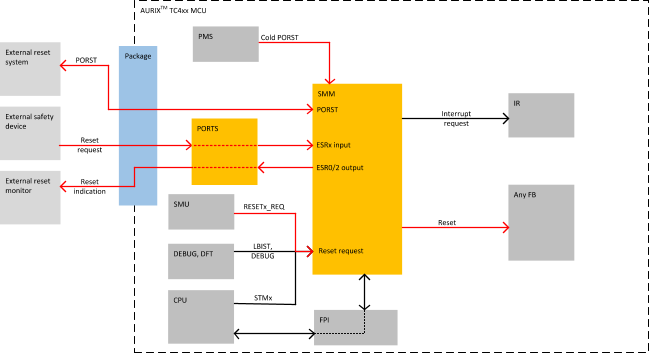 AURIX™ TC4xx MCU
External reset
system
PORST
Package
PMS
Cold PORST
SMM
PORST
IR
Interrupt
request
External safety
device
Reset
request
PORTS
ESRx input
ESR0/2 output
External reset
monitor
Reset
indication
SMU
RESETx_REQ
Any FB
Reset
DEBUG, DFT
LBIST,
DEBUG
Reset request
CPU
STMx
FPI